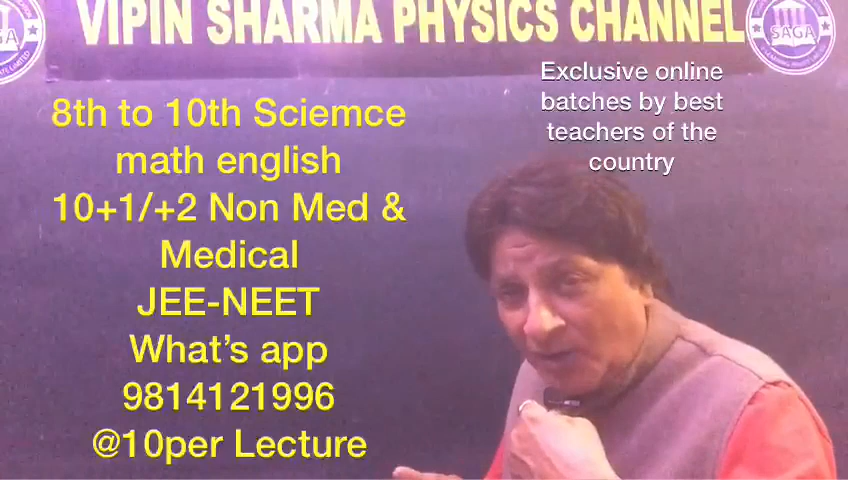 VIPIN SHARMA PHYSICS CHANNEL
SAGA
Exclusive online
batches by best
teachers of the
country
8th to 10th Sciemce
math english
10+1/+2 Non Med &
Medical
JEE-NEET
What's app
9814121996
@10per Lecture